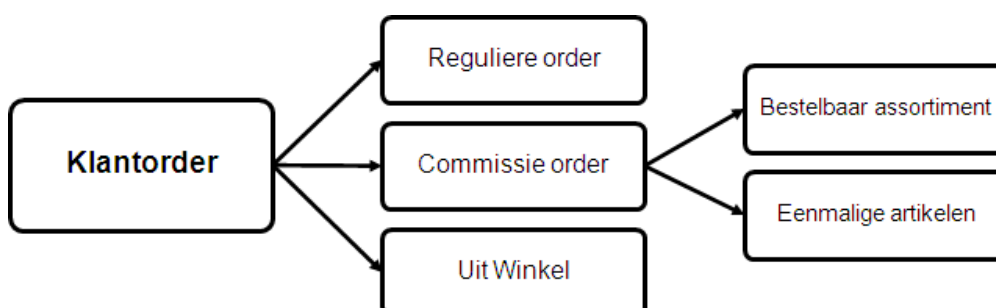 Klantorder
Reguliere order
Commissie order
Uit Winkel
Bestelbaar assortiment
Eenmalige artikelen